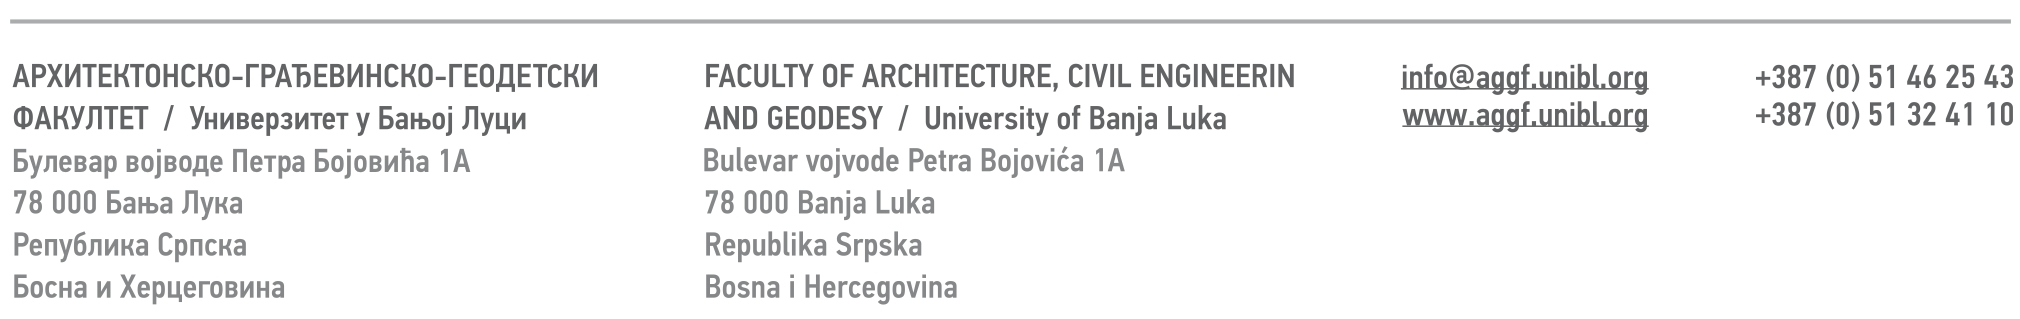 АРХИТЕКТОНСКО-ГРАЂЕВИНСКО-ГЕОДЕТСКИ
ФАКУЛТЕТ / Универзитет у Бањој Луци
Булевар војводе Петра Бојовића 1А
78 000 Бања Лука
Република Српска
Босна и Херцеговина
FACULTY OF ARCHITECTURE, CIVIL ENGINEERIN
AND GEODESY / University of Banja Luka
Bulevar vojvode Petra Bojovića 1A
78 000 Banja Luka
Republika Srpska
Bosna i Hercegovina
info@aggf.unibl.org
www.aggf.unibl.org
+387 (0) 51 46 25 43
+387 (0) 51 32 41 10